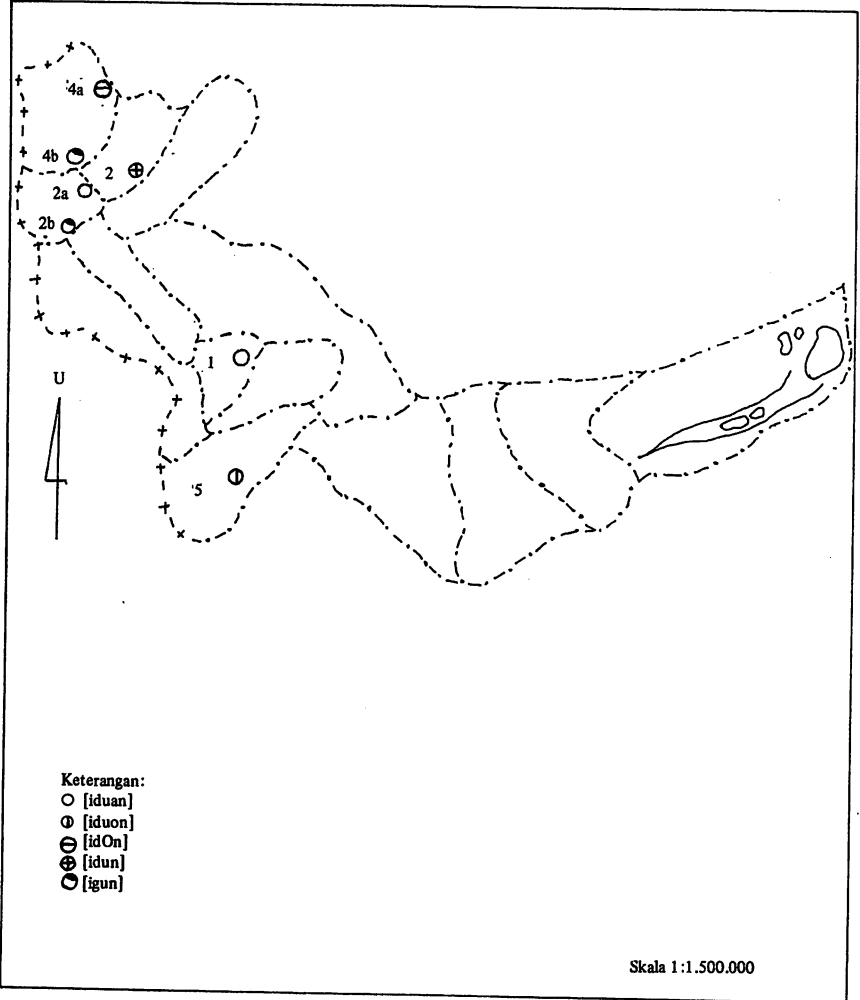 4a
4b
2
2a
2b
1
U
5
Keterangan:
[iduan]
[iduon]
[idOn]
[idun]
[igun]
Skala 1:1.500.000